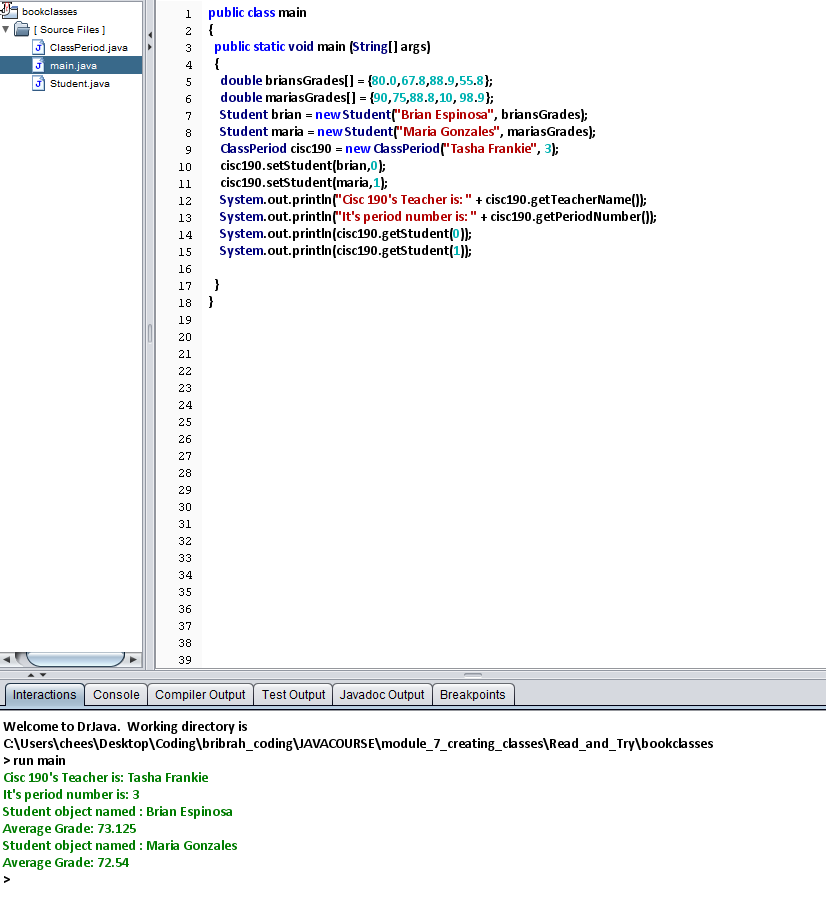 bookclasses
[ Source Files ]
ClassPeriod.java
main.java
Student.java
1 public class main
2 {
3 public static void main (String[] args)
4 {
5 double briansGrades[] = {80.0,67.8,88.9,55.8};
6 double mariasGrades[] = {90,75,88.8,10, 98.9};
7 Student brian = new Student("Brian Espinosa", briansGrades);
8 Student maria = new Student("Maria Gonzales", mariasGrades);
9 ClassPeriod cisc190 = new ClassPeriod("Tasha Frankie", 3);
10 cisc190.setStudent(brian,0);
11 cisc190.setStudent(maria,1);
12 System.out.println("Cisc 190's Teacher is: " + cisc190.getTeacherName());
13 System.out.println("It's period number is: " + cisc190.getPeriodNumber());
14 System.out.println(cisc190.getStudent(0));
15 System.out.println(cisc190.getStudent(1));
16
17 }
18 }
19
20
21
22
23
24
25
26
27
28
29
30
31
32
33
34
35
36
37
38
39
Interactions Console Compiler Output Test Output Javadoc Output Breakpoints
Welcome to DrJava. Working directory is
C:\Users\chees\Desktop\Coding\bribrah_coding\JAVACOURSE\module_7_creating_classes\Read_and_Try\bookclasses
> run main
Cisc 190's Teacher is: Tasha Frankie
It's period number is: 3
Student object named : Brian Espinosa
Average Grade: 73.125
Student object named : Maria Gonzales
Average Grade: 72.54
>